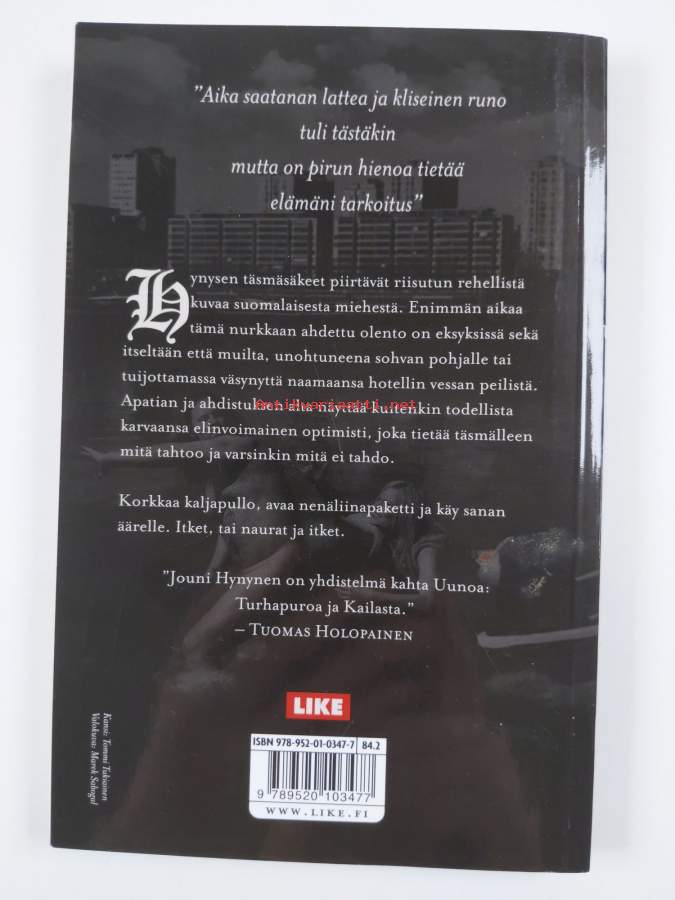 ”Aika saatanan lattea ja kliseinen runo
tuli tästäkin
mutta on pirun hienoa tietää
elämäni tarkoitus”
Hynysen täsmäsäkeet piirtävät riisutun rehellistä
kuvaa suomalaisesta miehestä. Enimmän aikaa
tämä nurkkaan ahdettu olento on eksyksissä sekä
itseltään että muilta, unohtuneena sohvan pohjalle tai
tuijottamassa väsynyttä naamaansa hotellin vessan peilistä.
Apatian ja ahdistuksen alta näyttää kuitenkin todellista
antikvariaatti.net
karvaansa elinvoimainen optimisti, joka tietää täsmälleen
mitä tahtoo ja varsinkin mitä ei tahdo.
Korkkaa kaljapullo, avaa nenäliinapaketti ja käy sanan
äärelle. Itket, tai naurat ja itket.
”Jouni Hynynen on yhdistelmä kahta Uunoa:
Turhapuroa ja Kailasta.”
– Tuomas Holopainen
Kansi: Tommi Tukiainen
Valokuva: Marek Sabogal
LIKE
ISBN 978-952-01-0347-7 84.2
9 789520 103477
WWW.LIKE.FI